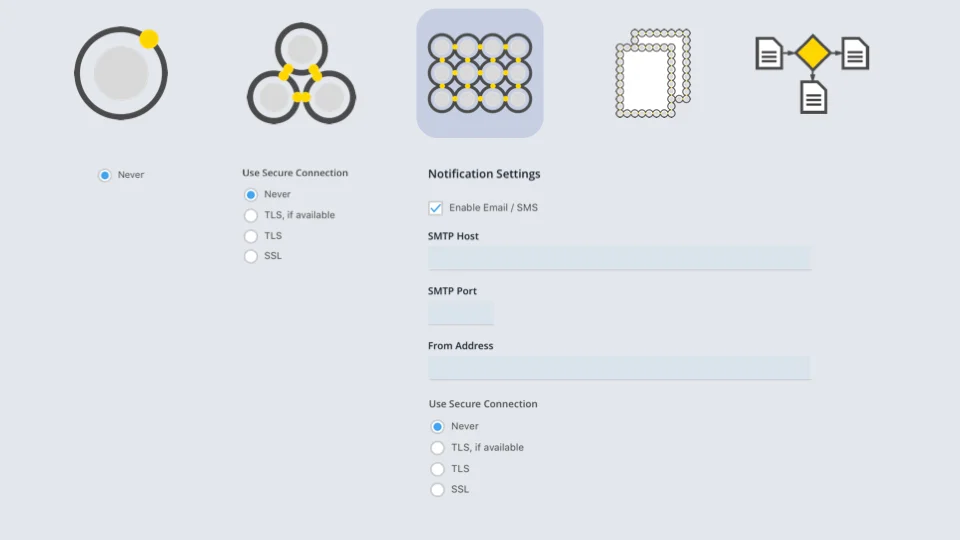 Never
Use Secure Connection
Never
TLS, if available
TLS
SSL
Notification Settings
Enable Email / SMS
SMTP Host
SMTP Port
From Address
Use Secure Connection
Never
TLS, if available
TLS
SSL